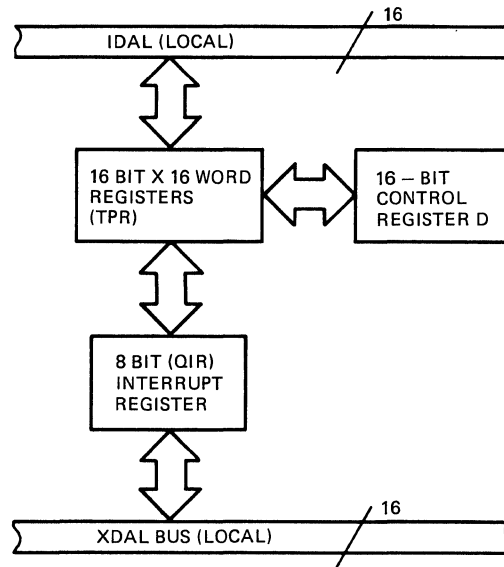 16
IDAL (LOCAL)
16 BIT X 16 WORD
REGISTERS
(TPR)
16 – BIT
CONTROL
REGISTER D
8 BIT (QIR)
INTERRUPT
REGISTER
16
XDAL BUS (LOCAL)